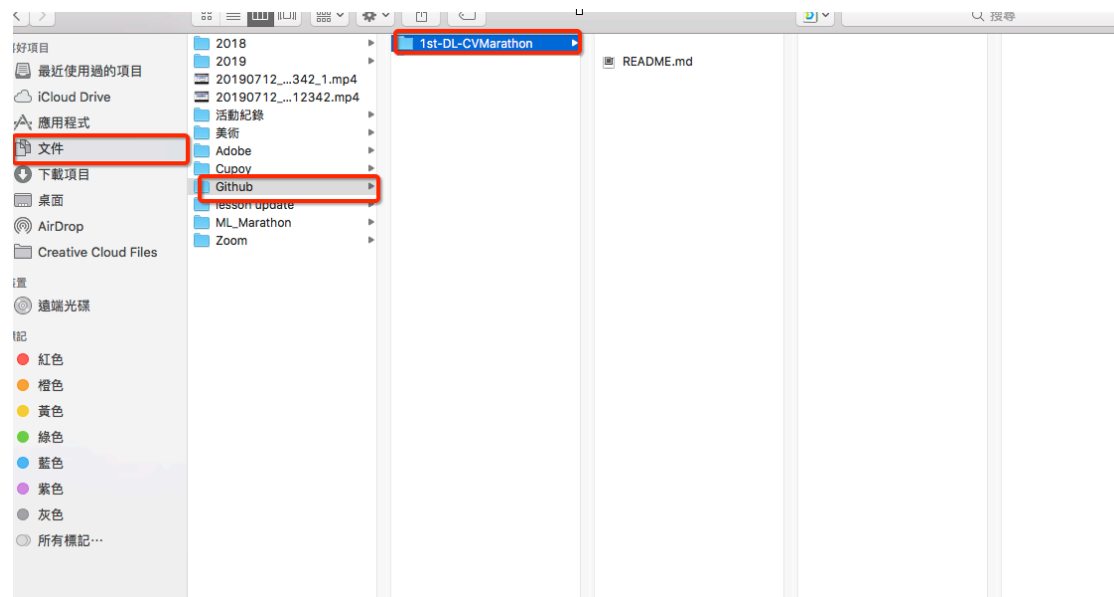 搜尋
好項目
最近使用過的項目
iCloud Drive
應用程式
文件
下載項目
桌面
AirDrop
Creative Cloud Files
置
遠端光碟
記
紅色
橙色
黃色
綠色
藍色
紫色
灰色
所有標記…
2018
2019
20190712_...342_1.mp4
20190712_...12342.mp4
活動紀錄
美術
Adobe
Cupoy
Github
lesson update
ML_Marathon
Zoom
1st-DL-CVMarathon
README.md